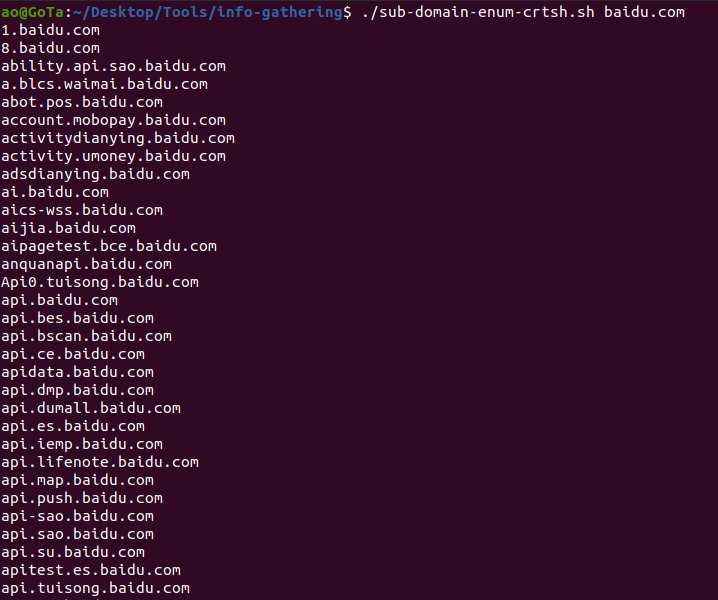 ao@GoTa:~/Desktop/Tools/info-gathering$ ./sub-domain-enum-crtsh.sh baidu.com
1.baidu.com
8.baidu.com
ability.api.sao.baidu.com
a.blcs.waimai.baidu.com
abot.pos.baidu.com
account.mobopay.baidu.com
activitydianying.baidu.com
activity.umoney.baidu.com
adsdianying.baidu.com
ai.baidu.com
aics-wss.baidu.com
aijia.baidu.com
aipagetest.bce.baidu.com
anquanapi.baidu.com
Api0.tuisong.baidu.com
api.baidu.com
api.bes.baidu.com
api.bscan.baidu.com
api.ce.baidu.com
apidata.baidu.com
api.dmp.baidu.com
api.dumall.baidu.com
api.es.baidu.com
api.iemp.baidu.com
api.lifenote.baidu.com
api.map.baidu.com
api.push.baidu.com
api-sao.baidu.com
api.sao.baidu.com
api.su.baidu.com
apitest.es.baidu.com
api.tuisong.baidu.com